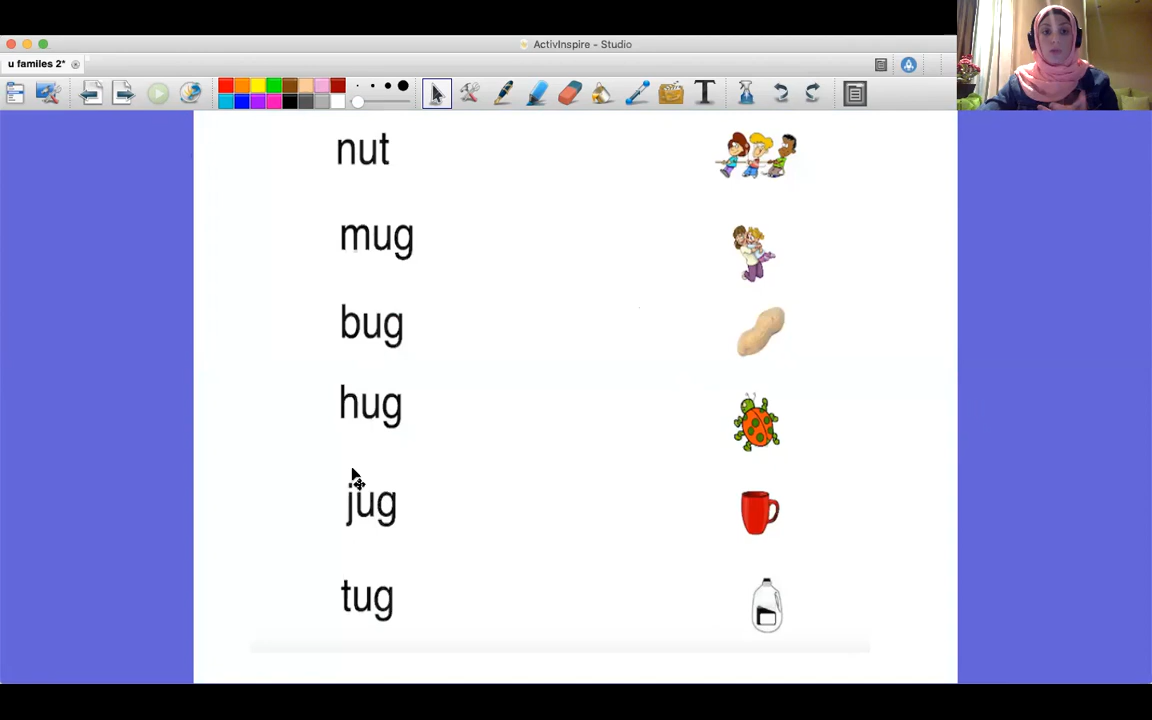 ActivInspire - Studio
u familes 2*
T
nut
mug
bug
hug
jug
tug